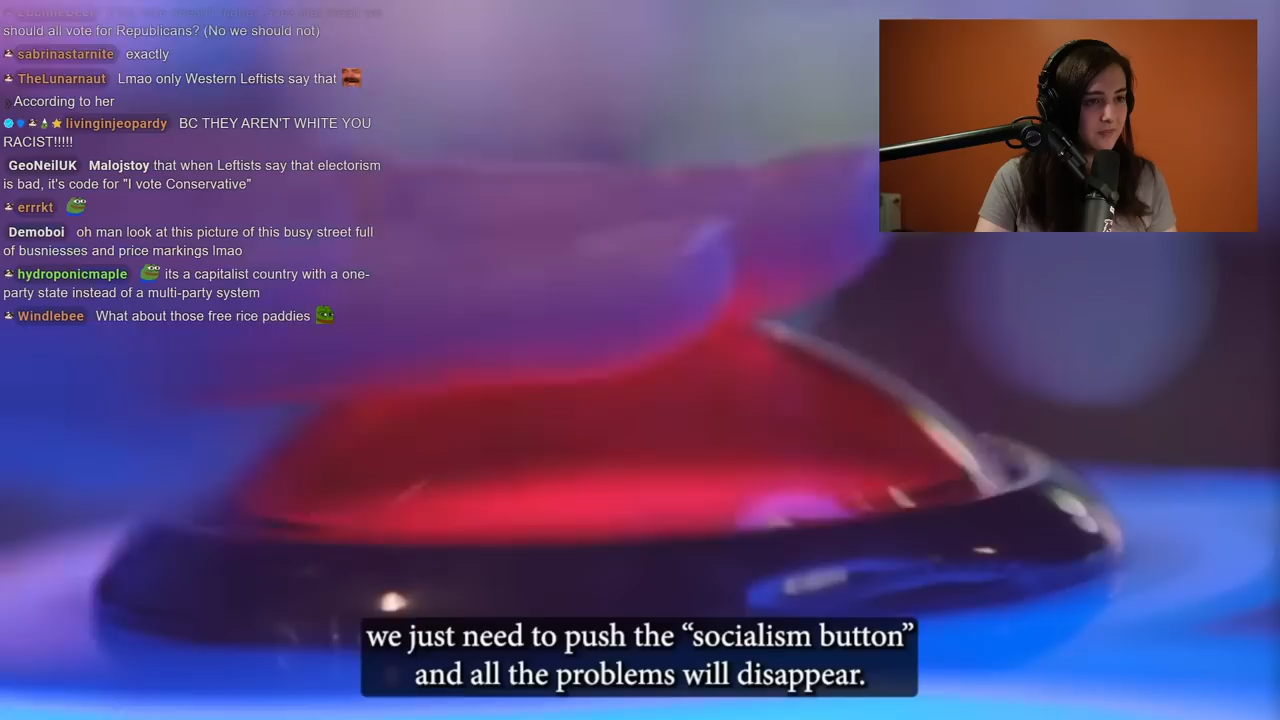 should all vote for Republicans? (No we should not)
sabrinastarnite exactly
TheLunarnaut Lmao only Western Leftists say that
According to her
livinginjeopardy BC THEY AREN'T WHITE YOU
RACIST!!!!!
GeoNeilUK Malojstoy that when Leftists say that electorism
is bad, it's code for "I vote Conservative"
errrkt
Demoboi oh man look at this picture of this busy street full
of busniesses and price markings lmao
hydroponicmaple its a capitalist country with a one-
party state instead of a multi-party system
Windlebee What about those free rice paddies
we just need to push the “socialism button”
and all the problems will disappear.